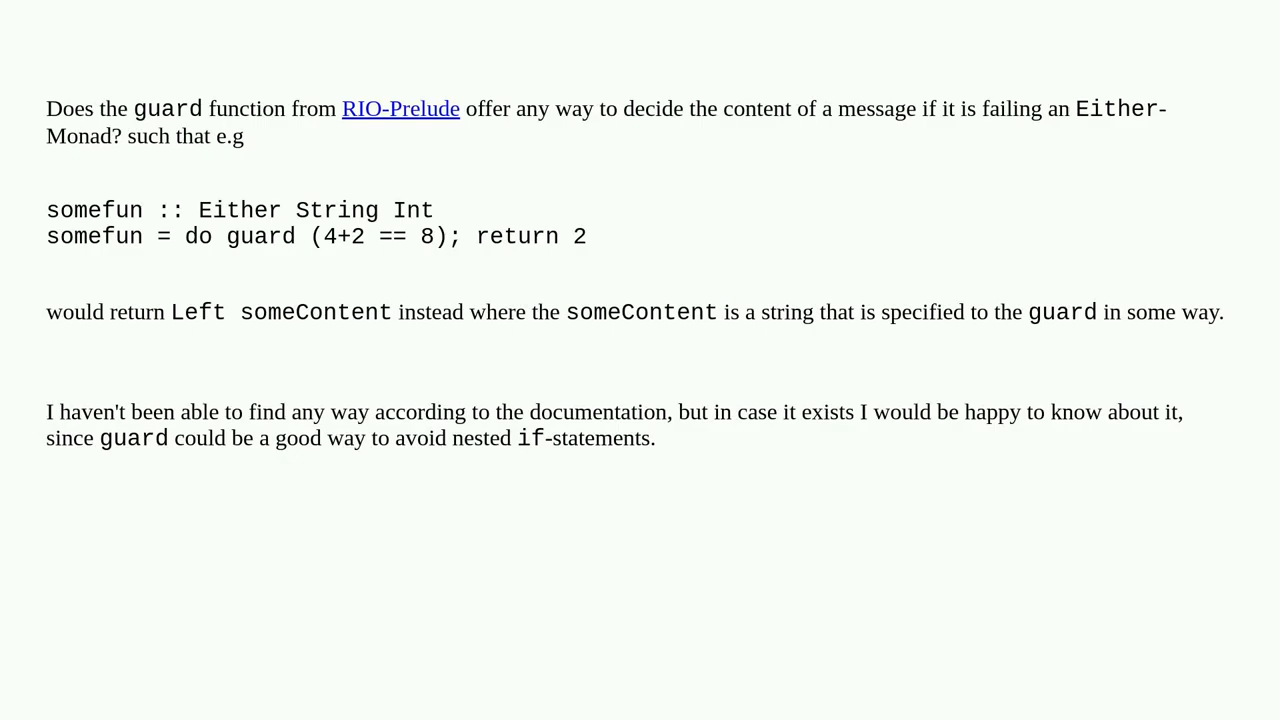 Does the guard function from RIO-Prelude offer any way to decide the content of a message if it is failing an Either-
Monad? such that e.g
somefun :: Either String Int
somefun = do guard (4+2 == 8); return 2
would return Left someContent instead where the someContent is a string that is specified to the guard in some way.
I haven't been able to find any way according to the documentation, but in case it exists I would be happy to know about it,
since guard could be a good way to avoid nested if-statements.